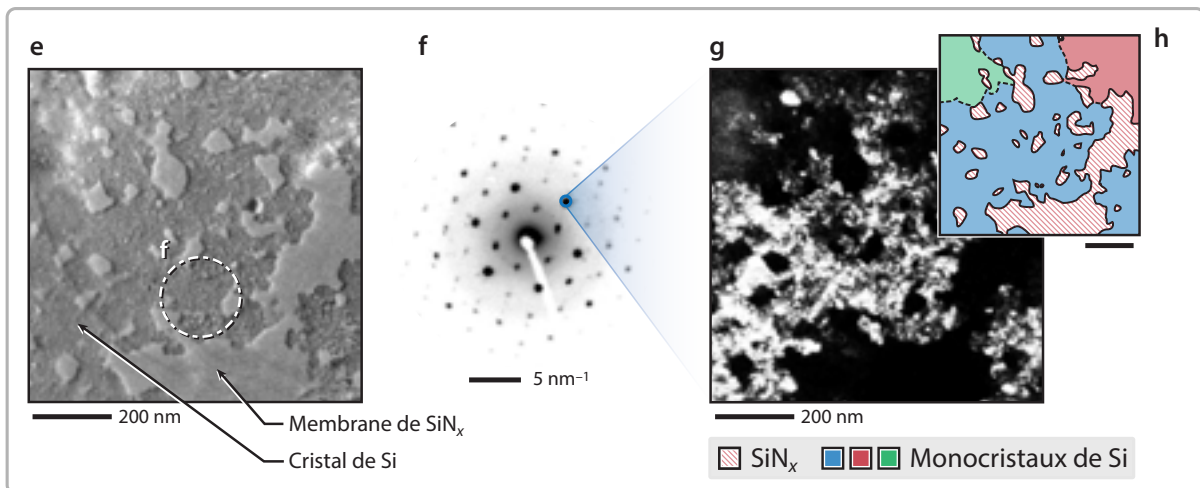 e
f
g
h
f
200 nm
5 nm⁻¹
200 nm
Membrane de SiNₓ
Cristal de Si
SiNₓ
Monocristaux de Si